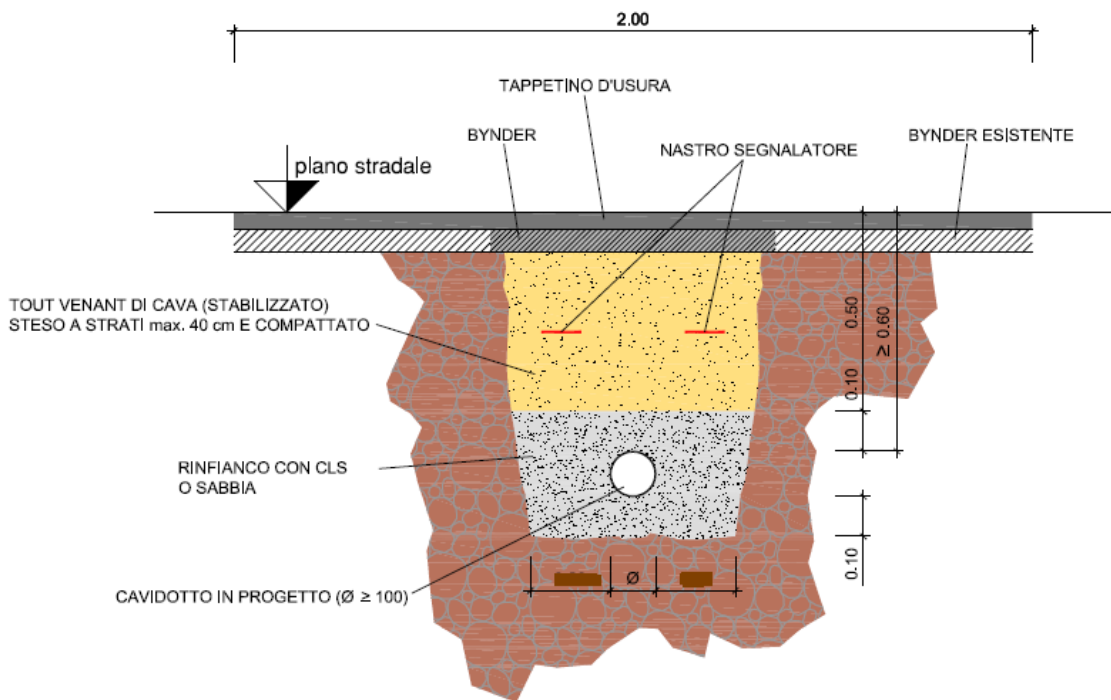 2.00
TAPPETINO D'USURA
BYNDER
NASTRO SEGNALATORE
BYNDER ESISTENTE
plano stradale
TOUT VENANT DI CAVA (STABILIZZATO)
STESO A STRATI max. 40 cm E COMPATTATO
0.50
≥ 0.60
0.10
RINFIANCO CON CLS
O SABBIA
0.10
Ø
CAVIDOTTO IN PROGETTO (Ø ≥ 100)